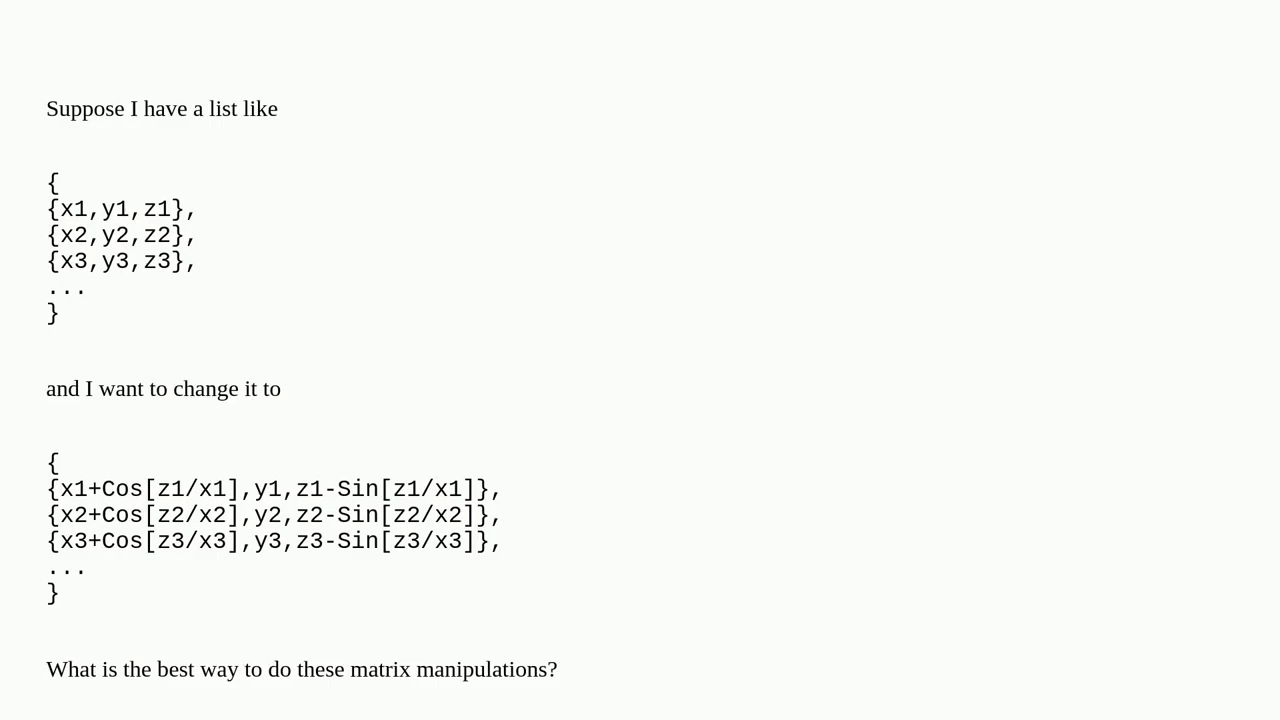 Suppose I have a list like
{
{x1,y1,z1},
{x2,y2,z2},
{x3,y3,z3},
...
}
and I want to change it to
{
{x1+Cos[z1/x1],y1,z1-Sin[z1/x1]},
{x2+Cos[z2/x2],y2,z2-Sin[z2/x2]},
{x3+Cos[z3/x3],y3,z3-Sin[z3/x3]},
...
}
What is the best way to do these matrix manipulations?